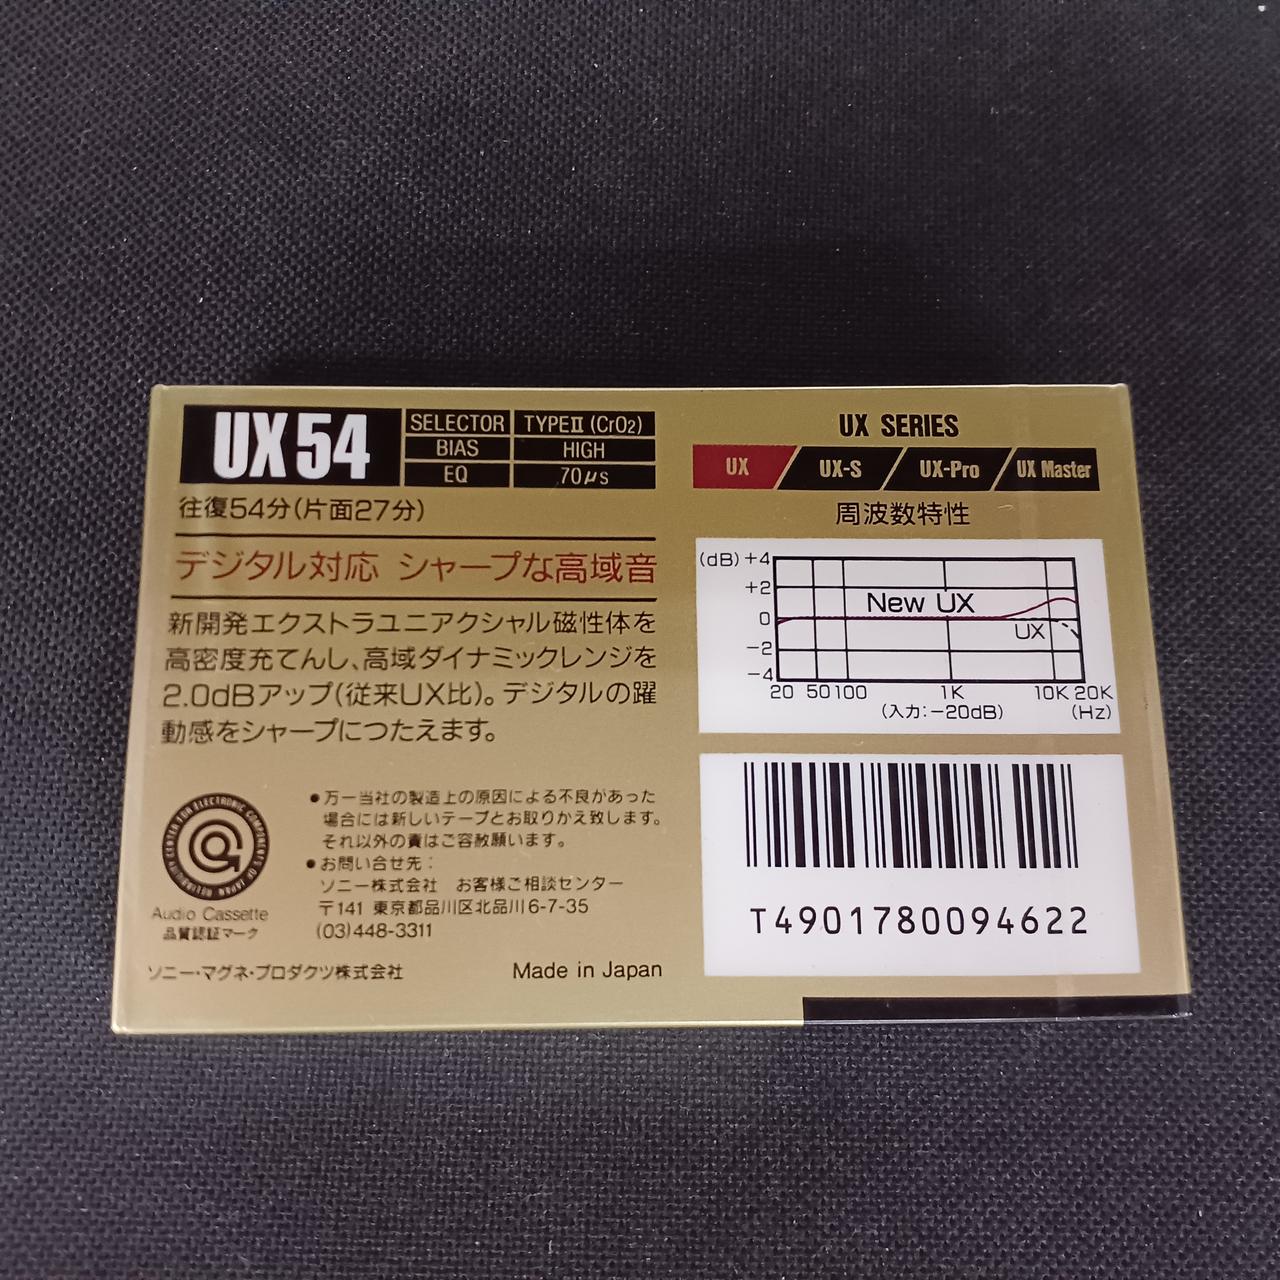 UX54
SELECTOR TYPEⅡ (CrO₂)
BIAS HIGH
EQ 70μs
往復54分(片面27分)
デジタル対応 シャープな高域音
新開発エクストラユニアクシャル磁性体を
高密度充てんし、高域ダイナミックレンジを
2.0dBアップ(従来UX比)。デジタルの躍
動感をシャープにつたえます。
RELIABILITY CENTER FOR ELECTRONIC COMPONENTS OF JAPAN
Audio Cassette
品質認証マーク
●万一当社の製造上の原因による不良があった
場合には新しいテープとお取りかえ致します。
それ以外の責はご容赦願います。
●お問い合せ先:
ソニー株式会社 お客様ご相談センター
〒141 東京都品川区北品川6-7-35
(03)448-3311
ソニー・マグネ・プロダクツ株式会社
Made in Japan
UX SERIES
UX UX-S UX-Pro UX Master
周波数特性
(dB) +4
+2
0
-2
-4
New UX
UX
20 50 100 1K 10K 20K
(入力:-20dB) (Hz)
T4901780094622